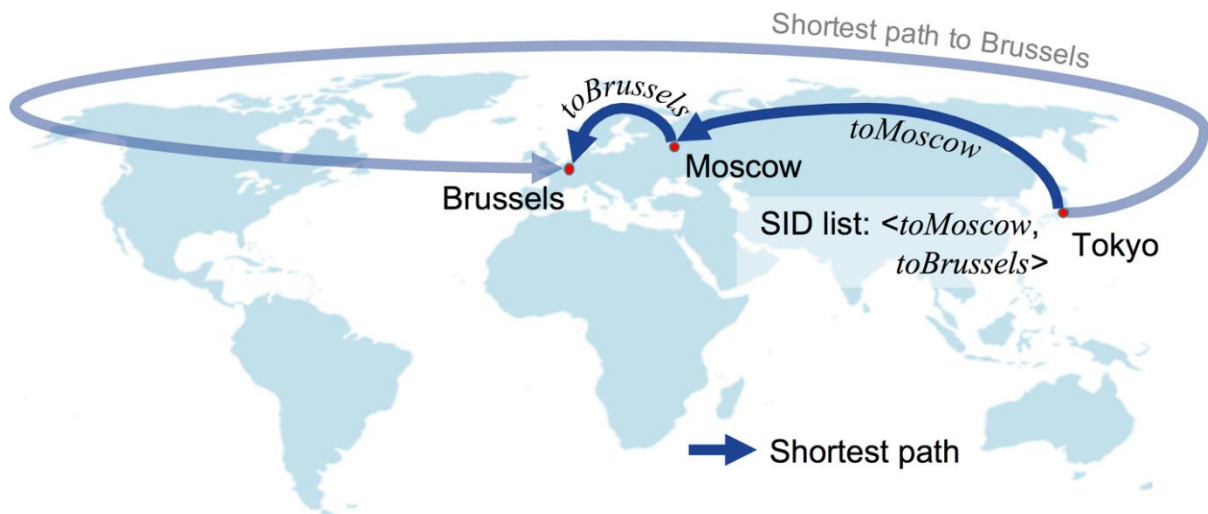 Shortest path to Brussels
toBrussels
toMoscow
Moscow
Brussels
SID list: <toMoscow,
toBrussels>
Tokyo
Shortest path